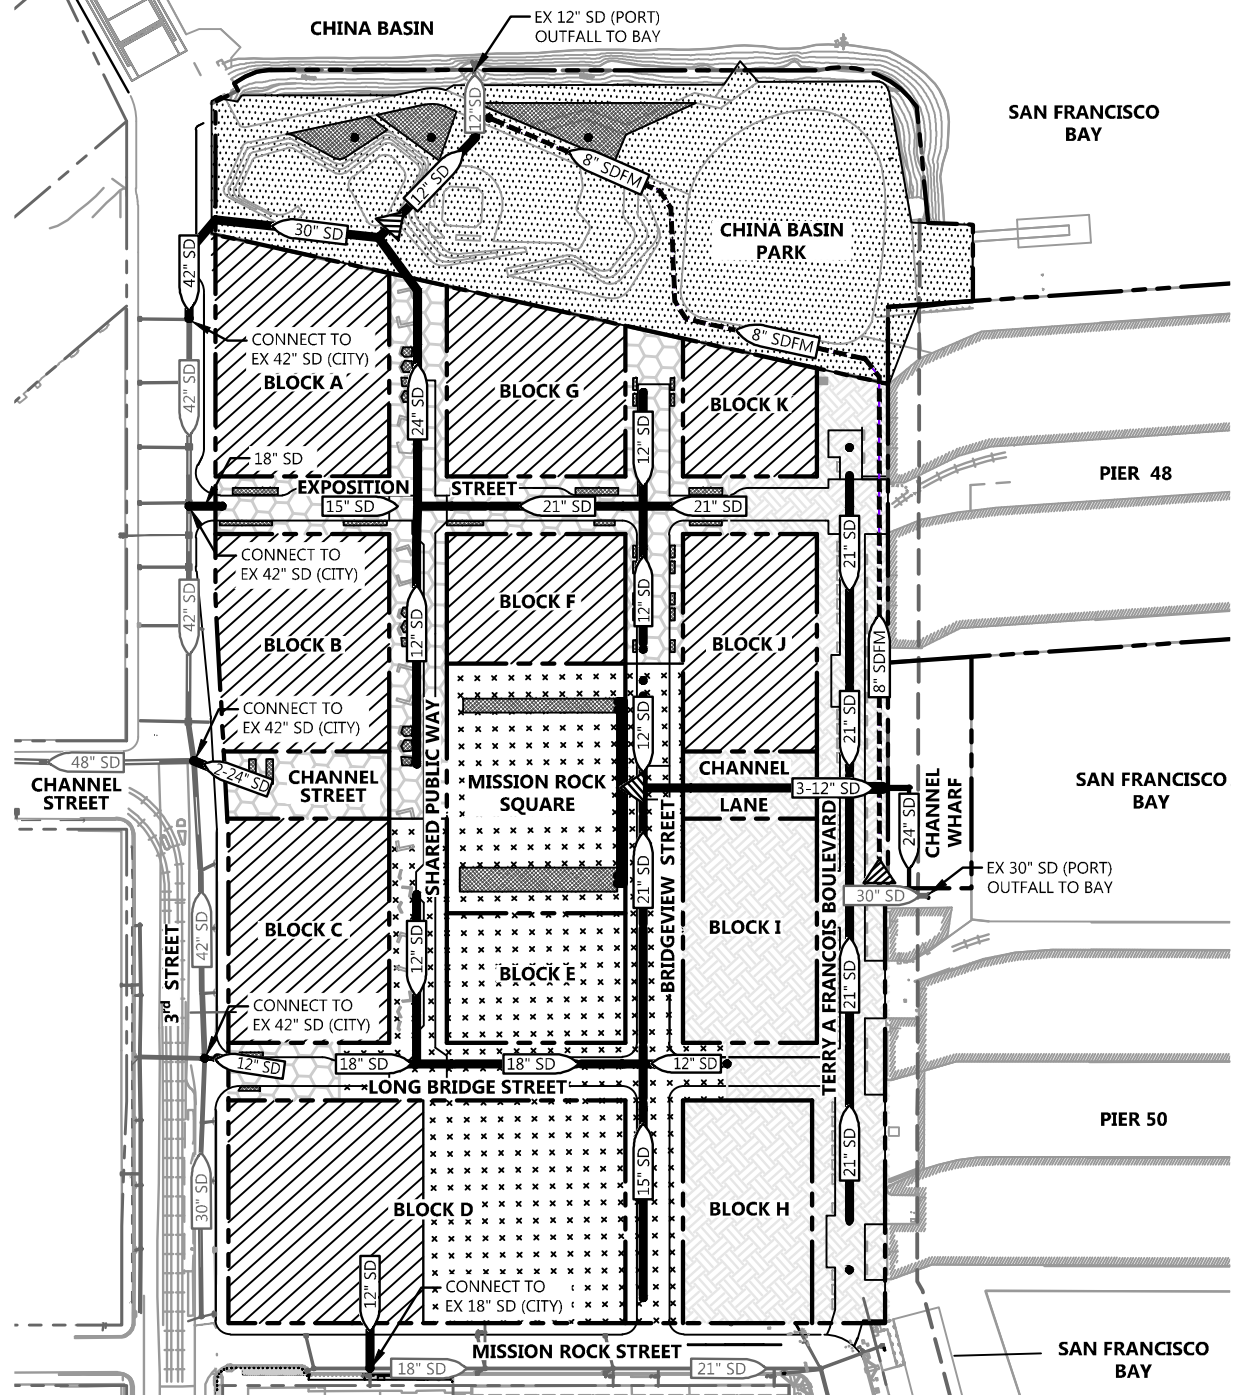 EX 12" SD (PORT)
OUTFALL TO BAY
CHINA BASIN
SAN FRANCISCO
BAY
12"SD
8" SDFM
12" SD
30" SD
CHINA BASIN
PARK
42" SD
8" SDFM
CONNECT TO
EX 42" SD (CITY)
BLOCK A
42" SD
24" SD
BLOCK G
12" SD
BLOCK K
18" SD
PIER 48
EXPOSITION
STREET
15" SD
21" SD
21" SD
CONNECT TO
EX 42" SD (CITY)
21" SD
42" SD
BLOCK F
12" SD
12" SD
BLOCK B
BLOCK J
8" SDFM
CONNECT TO
EX 42" SD (CITY)
12" SD
21" SD
48" SD
2-24" SD
CHANNEL
STREET
CHANNEL
STREET
SHARED PUBLIC WAY
MISSION ROCK
SQUARE
CHANNEL
LANE
3-12" SD
24" SD
CHANNEL
WHARF
SAN FRANCISCO
BAY
21" SD
EX 30" SD (PORT)
OUTFALL TO BAY
30" SD
BRIDGEVIEW STREET
TERRY A FRANCOIS BOULEVARD
42" SD
BLOCK C
12" SD
BLOCK I
BLOCK E
21" SD
3rd STREET
CONNECT TO
EX 42" SD (CITY)
12" SD
18" SD
18" SD
12" SD
LONG BRIDGE STREET
PIER 50
21" SD
15" SD
30" SD
BLOCK D
BLOCK H
12" SD
CONNECT TO
EX 18" SD (CITY)
MISSION ROCK STREET
18" SD
21" SD
SAN FRANCISCO
BAY